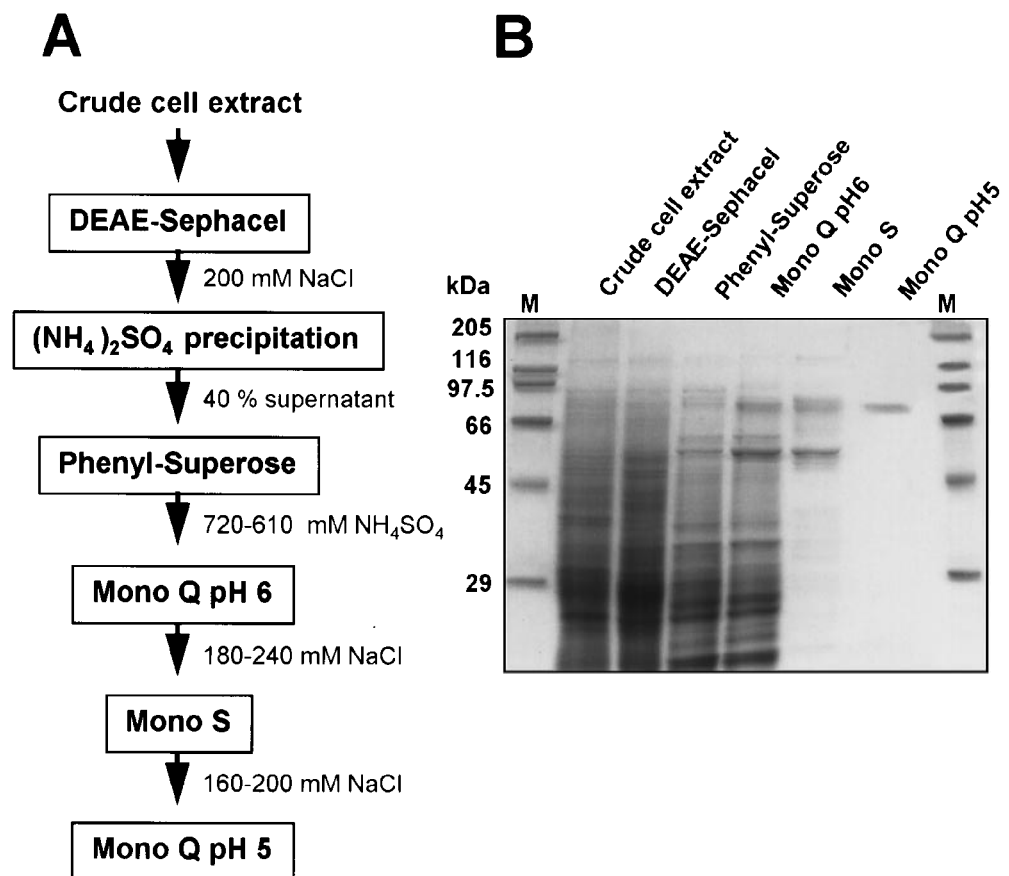 A
Crude cell extract
DEAE-Sephacel
200 mM NaCl
(NH₄)₂SO₄ precipitation
40 % supernatant
Phenyl-Superose
720-610 mM NH₄SO₄
Mono Q pH 6
180-240 mM NaCl
Mono S
160-200 mM NaCl
Mono Q pH 5
B
Crude cell extract
DEAE-Sephacel
Phenyl-Superose
Mono Q pH6
Mono S
Mono Q pH5
kDa
M
M
205
116
97.5
66
45
29